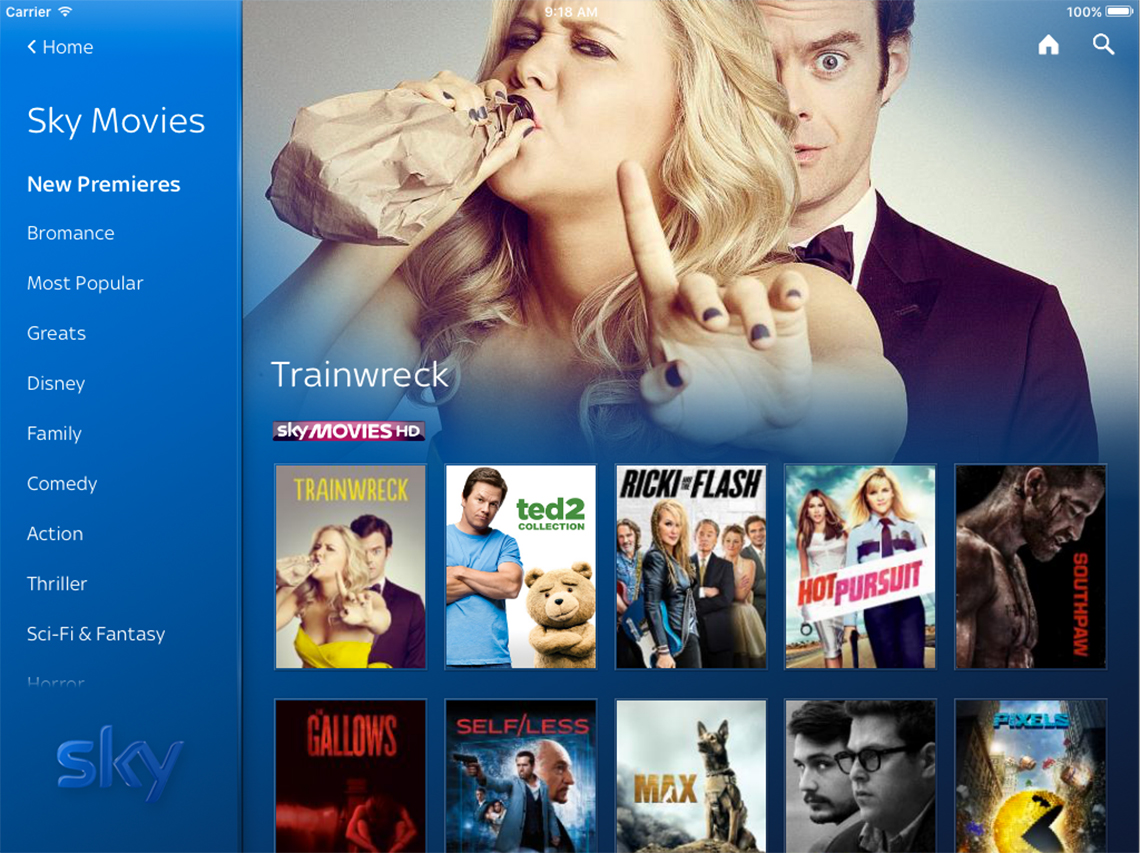 Carrier
9:18 AM
100%
Home
Sky Movies
New Premieres
Bromance
Most Popular
Greats
Disney
Family
Comedy
Action
Thriller
Sci-Fi & Fantasy
Horror
sky
Trainwreck
sky MOVIES HD
TRAINWRECK
ted2
COLLECTION
RICKI AND THE FLASH
HOT PURSUIT
SOUTHPAW
THE GALLOWS
SELF/LESS
MAX
PIXELS